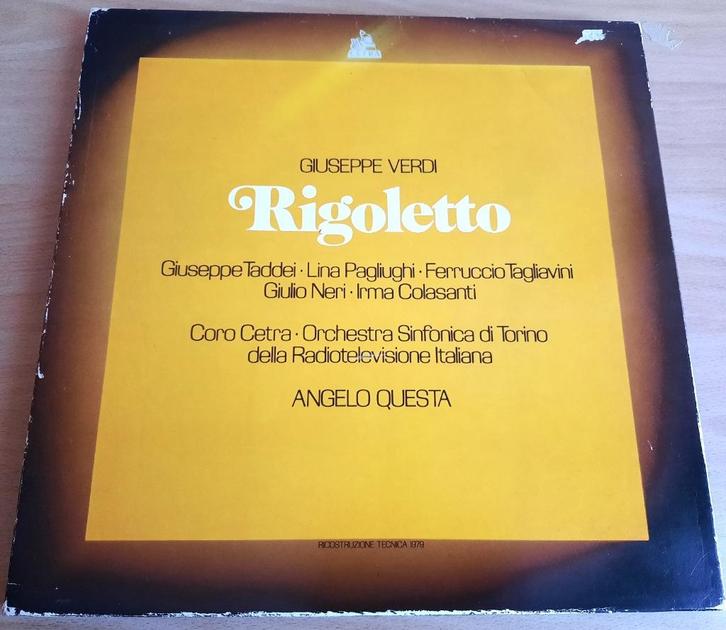 CETRA
GIUSEPPE VERDI
Rigoletto
Giuseppe Taddei · Lina Pagliughi · Ferruccio Tagliavini
Giulio Neri · Irma Colasanti
Coro Cetra · Orchestra Sinfonica di Torino
della Radiotelevisione Italiana
ANGELO QUESTA
RICOSTRUZIONE TECNICA 1979